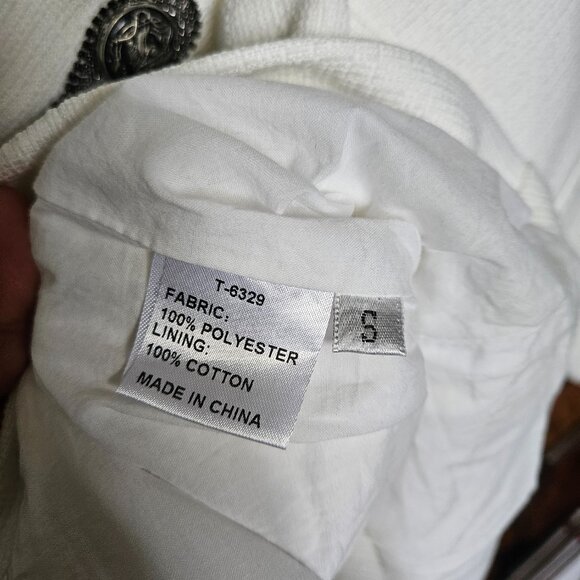 T-6329
FABRIC:
100% POLYESTER
LINING:
100% COTTON
MADE IN CHINA
S